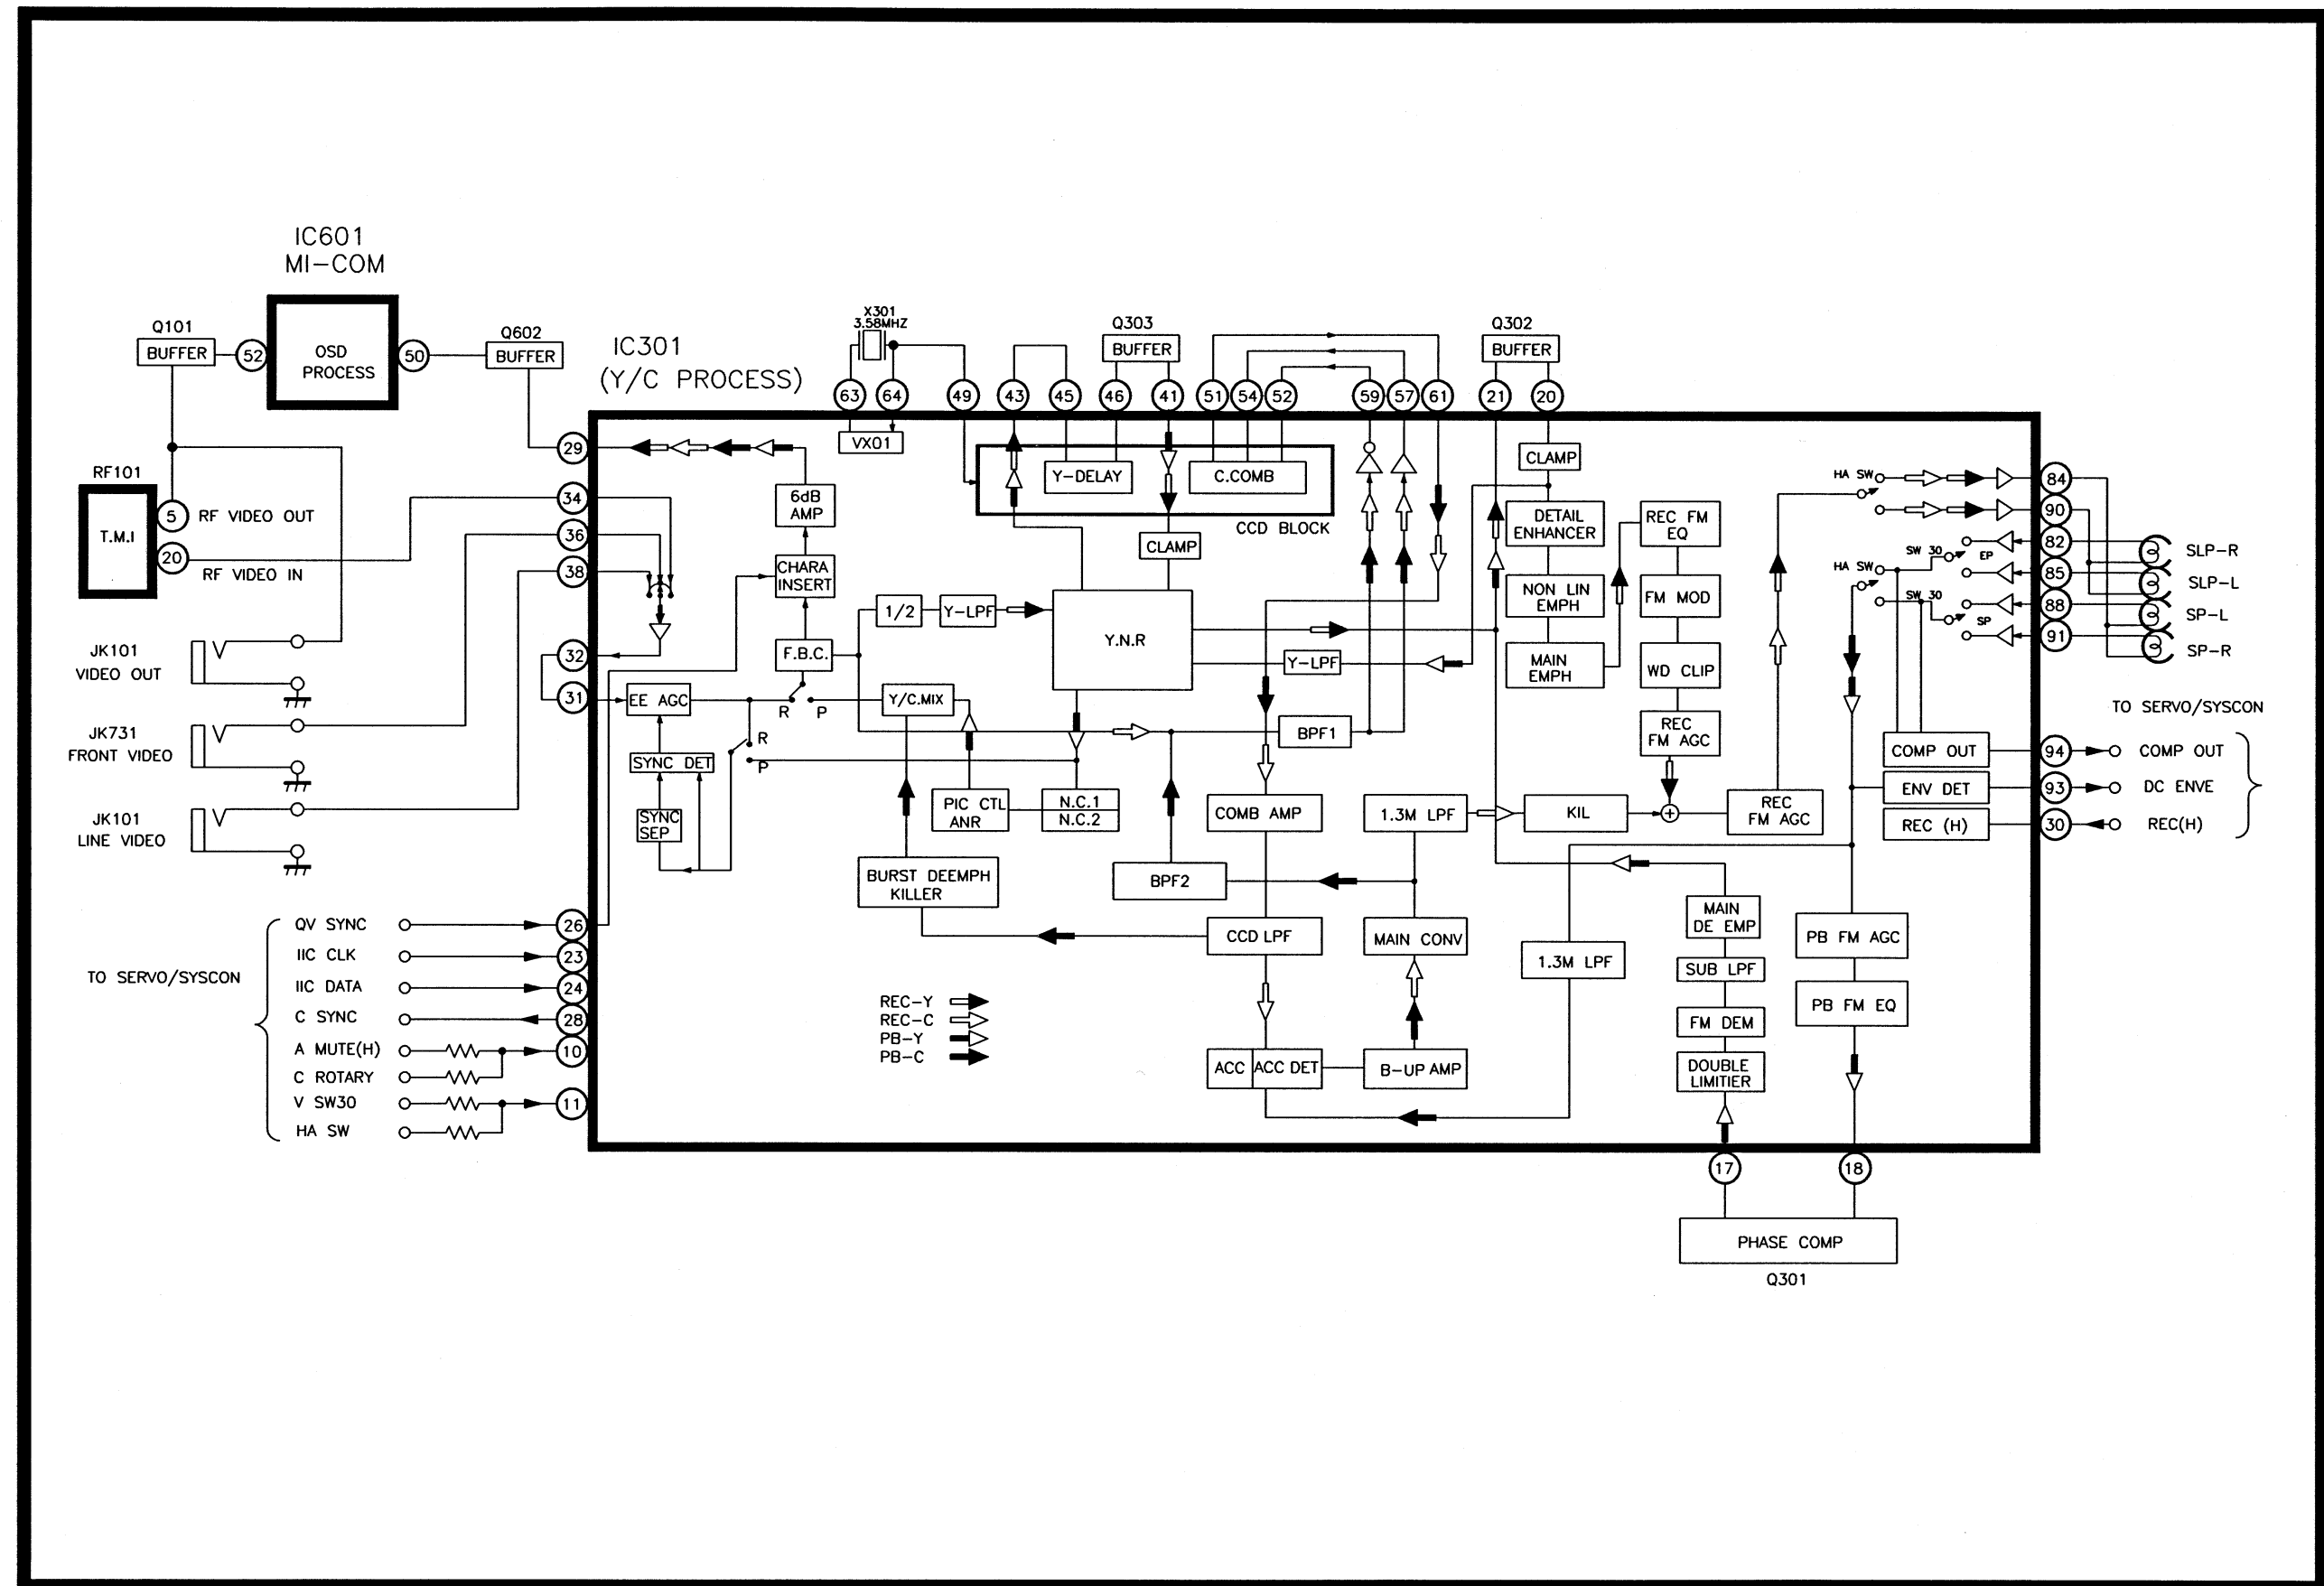 IC601
MI-COM
Q101
BUFFER
52
OSD
PROCESS
50
Q602
BUFFER
IC301
(Y/C PROCESS)
X301
3.58MHZ
Q303
BUFFER
Q302
BUFFER
63
64
49
43
45
46
41
51
54
52
59
57
61
21
20
VX01
29
RF101
T.M.I
5
RF VIDEO OUT
20
RF VIDEO IN
34
36
38
32
31
JK101
VIDEO OUT
JK731
FRONT VIDEO
JK101
LINE VIDEO
6dB
AMP
CHARA
INSERT
F.B.C.
EE AGC
R
P
R
P
SYNC DET
SYNC
SEP
Y-DELAY
C.COMB
CCD BLOCK
CLAMP
1/2
Y-LPF
Y.N.R
Y-LPF
Y/C.MIX
BPF1
PIC CTL
ANR
N.C.1
N.C.2
BURST DEEMPH
KILLER
BPF2
COMB AMP
CCD LPF
ACC
ACC DET
B-UP AMP
MAIN CONV
1.3M LPF
KIL
1.3M LPF
CLAMP
DETAIL
ENHANCER
NON LIN
EMPH
MAIN
EMPH
REC FM
EQ
FM MOD
WD CLIP
REC
FM AGC
REC
FM AGC
MAIN
DE EMP
SUB LPF
FM DEM
DOUBLE
LIMITIER
PB FM AGC
PB FM EQ
HA SW
HA SW
SW 30
EP
SW 30
SP
84
90
82
85
88
91
SLP-R
SLP-L
SP-L
SP-R
TO SERVO/SYSCON
COMP OUT
94
COMP OUT
ENV DET
93
DC ENVE
REC (H)
30
REC(H)
TO SERVO/SYSCON
QV SYNC
26
IIC CLK
23
IIC DATA
24
C SYNC
28
A MUTE(H)
10
C ROTARY
V SW30
11
HA SW
REC-Y
REC-C
PB-Y
PB-C
17
18
PHASE COMP
Q301